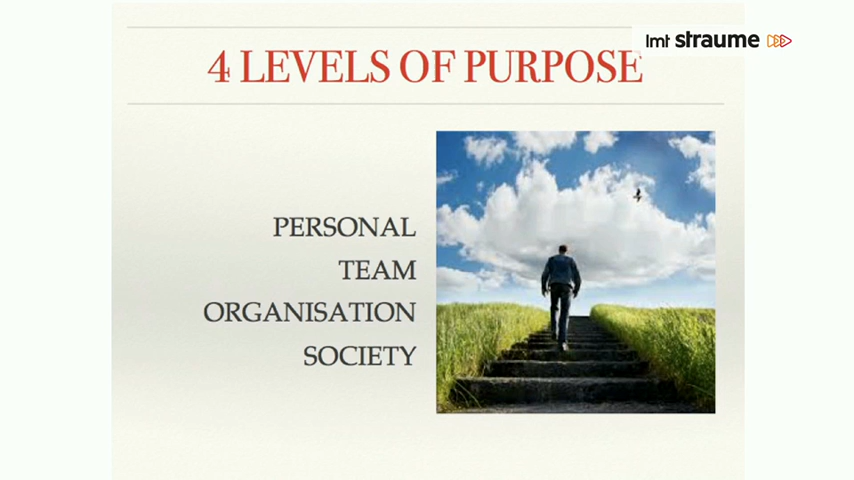 lmt straume
4 LEVELS OF PURPOSE
PERSONAL
TEAM
ORGANISATION
SOCIETY